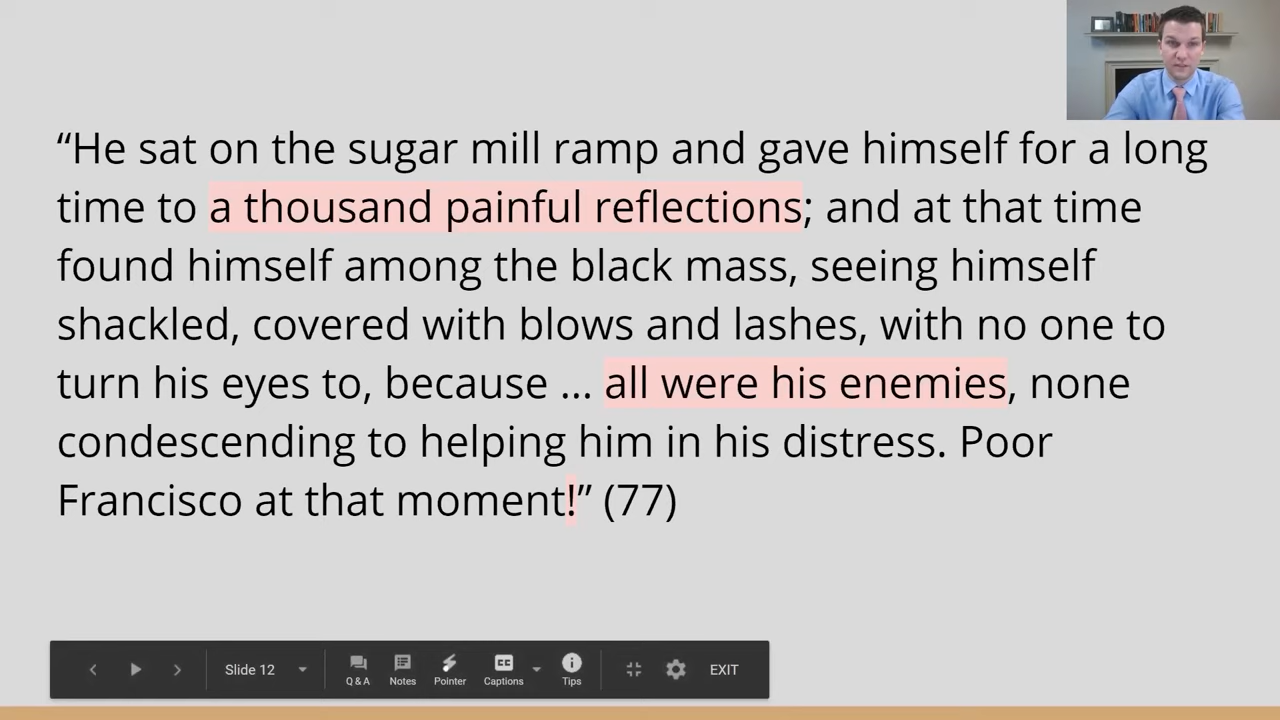 “He sat on the sugar mill ramp and gave himself for a long
time to a thousand painful reflections; and at that time
found himself among the black mass, seeing himself
shackled, covered with blows and lashes, with no one to
turn his eyes to, because ... all were his enemies, none
condescending to helping him in his distress. Poor
Francisco at that moment!” (77)
Slide 12
Q & A
Notes
Pointer
CC
Captions
Tips
EXIT